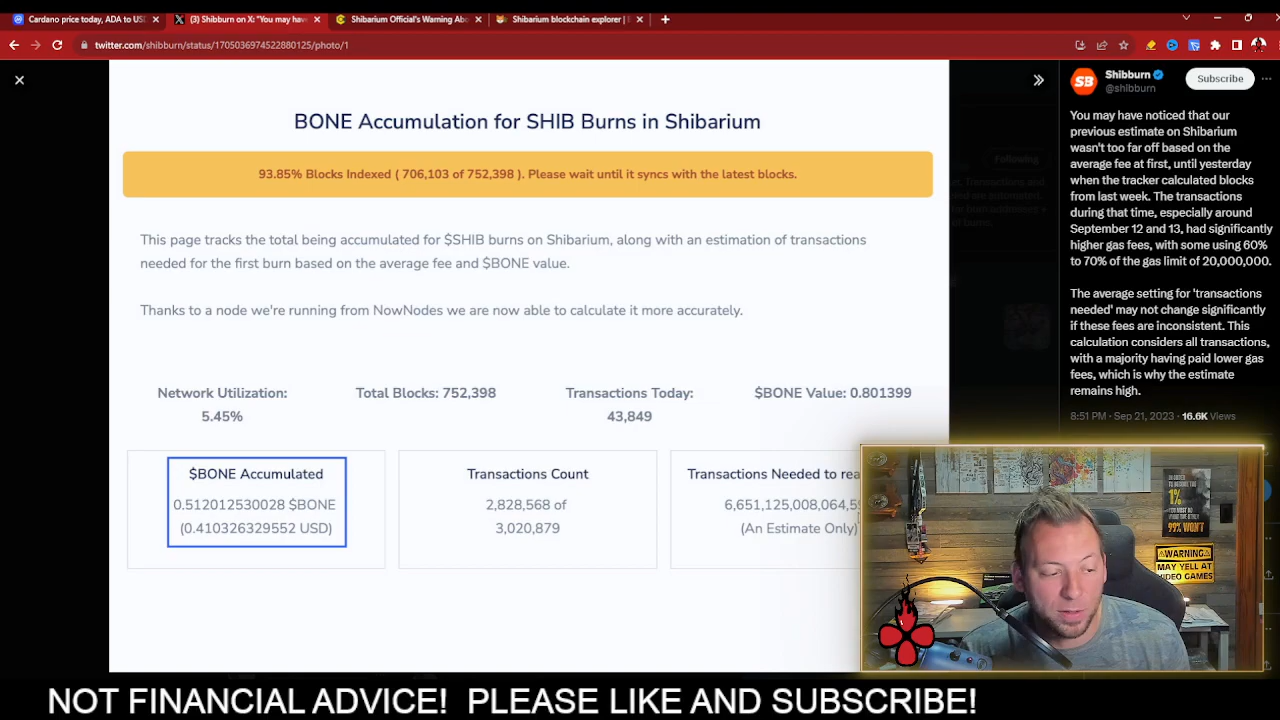 Cardano price today, ADA to USI
(3) Shibburn on X: "You may have
Shibarium Official's Warning Abo
Shibarium blockchain explorer |
twitter.com/shibburn/status/1705036974522880125/photo/1
BONE Accumulation for SHIB Burns in Shibarium
93.85% Blocks Indexed ( 706,103 of 752,398 ). Please wait until it syncs with the latest blocks.
This page tracks the total being accumulated for $SHIB burns on Shibarium, along with an estimation of transactions
needed for the first burn based on the average fee and $BONE value.
Thanks to a node we're running from NowNodes we are now able to calculate it more accurately.
Network Utilization:
5.45%
Total Blocks: 752,398
Transactions Today:
43,849
$BONE Value: 0.801399
$BONE Accumulated
0.512012530028 $BONE
(0.410326329552 USD)
Transactions Count
2,828,568 of
3,020,879
Transactions Needed to rea
6,651,125,008,064,59
(An Estimate Only)
SB
Shibburn
@shibburn
Subscribe
You may have noticed that our
previous estimate on Shibarium
wasn't too far off based on the
average fee at first, until yesterday
when the tracker calculated blocks
from last week. The transactions
during that time, especially around
September 12 and 13, had significantly
higher gas fees, with some using 60%
to 70% of the gas limit of 20,000,000.
The average setting for 'transactions
needed' may not change significantly
if these fees are inconsistent. This
calculation considers all transactions,
with a majority having paid lower gas
fees, which is why the estimate
remains high.
8:51 PM · Sep 21, 2023 · 16.6K Views
1%
99% WON'T
WARNING
MAY YELL AT
VIDEO GAMES
NOT FINANCIAL ADVICE! PLEASE LIKE AND SUBSCRIBE!